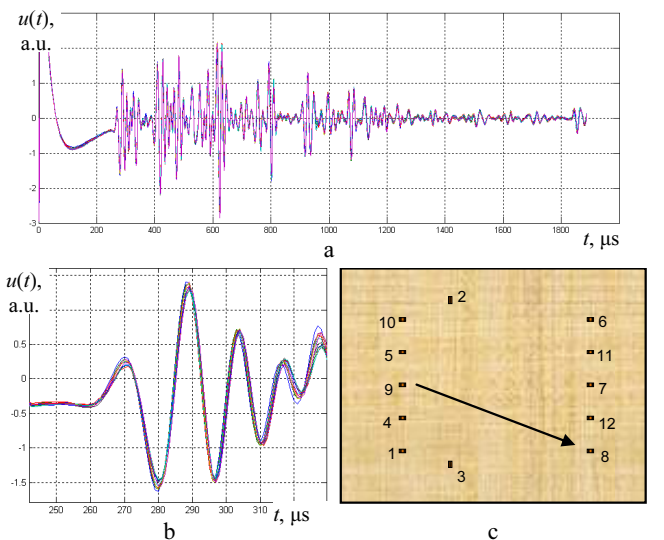 u(t),
a.u.
1
0
-1
-2
-3
0 200 400 600 800 1000 1200 1400 1600 1800
t, μs
a
u(t),
a.u.
0.5
0
-0.5
-1
-1.5
250 260 270 280 290 300 310
t, μs
b
2
10 6
5 11
9 7
4 12
1 8
3
c